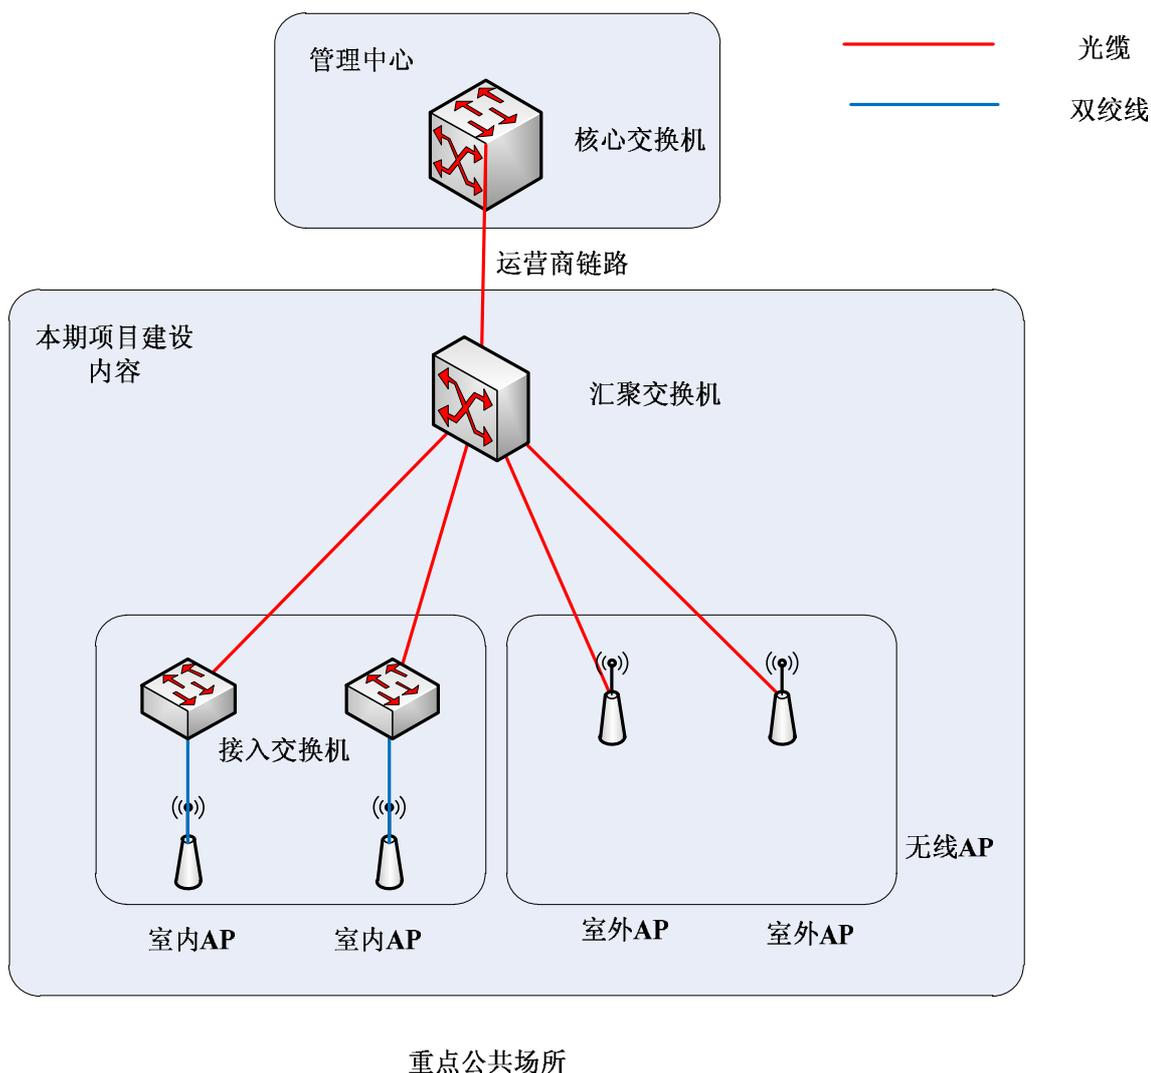 管理中心
光缆
双绞线
核心交换机
运营商链路
本期项目建设
内容
汇聚交换机
接入交换机
无线AP
室内AP
室内AP
室外AP
室外AP
重点公共场所